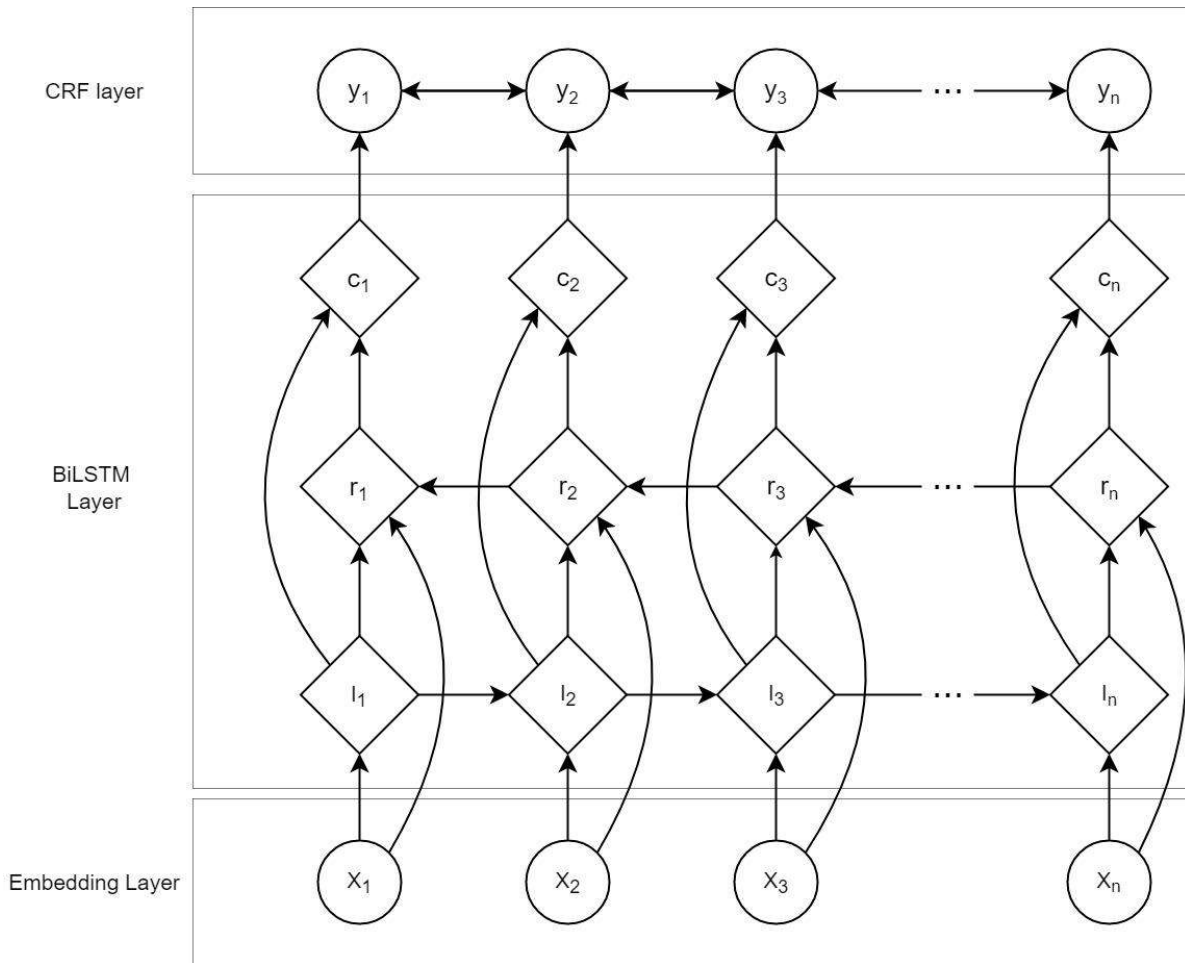 CRF layer
y₁ y₂ y₃ ... yₙ
c₁ c₂ c₃ cₙ
BiLSTM
Layer
r₁ r₂ r₃ ... rₙ
l₁ l₂ l₃ ... lₙ
Embedding Layer
X₁ X₂ X₃ Xₙ